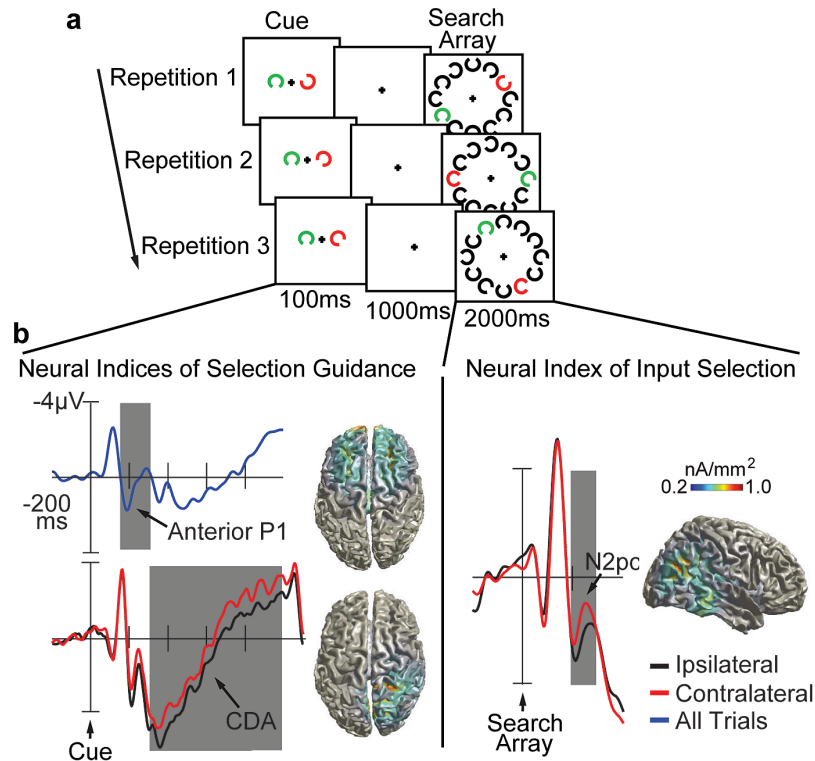 a
Cue
Search
Array
Repetition 1
Repetition 2
Repetition 3
100ms
1000ms
2000ms
b
Neural Indices of Selection Guidance
Neural Index of Input Selection
-4µV
-200
ms
Anterior P1
CDA
Cue
nA/mm²
0.2
1.0
N2pc
Search
Array
Ipsilateral
Contralateral
All Trials